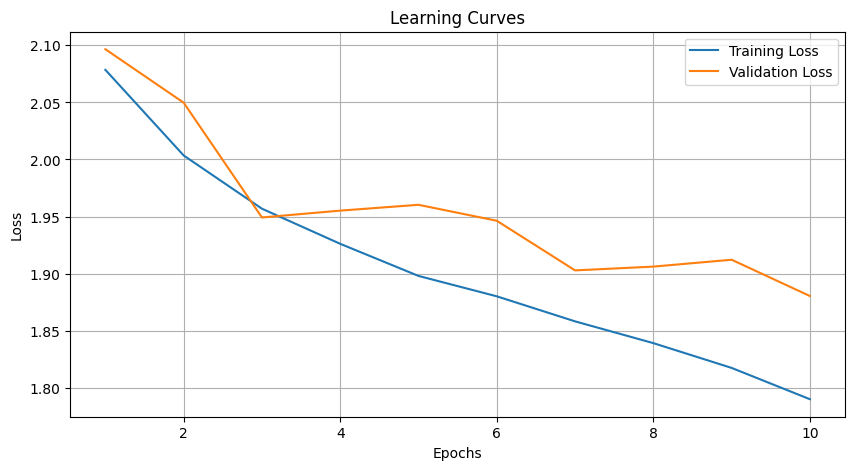 Learning Curves
Training Loss
Validation Loss
2.10
2.05
2.00
1.95
1.90
1.85
1.80
Loss
2 4 6 8 10
Epochs